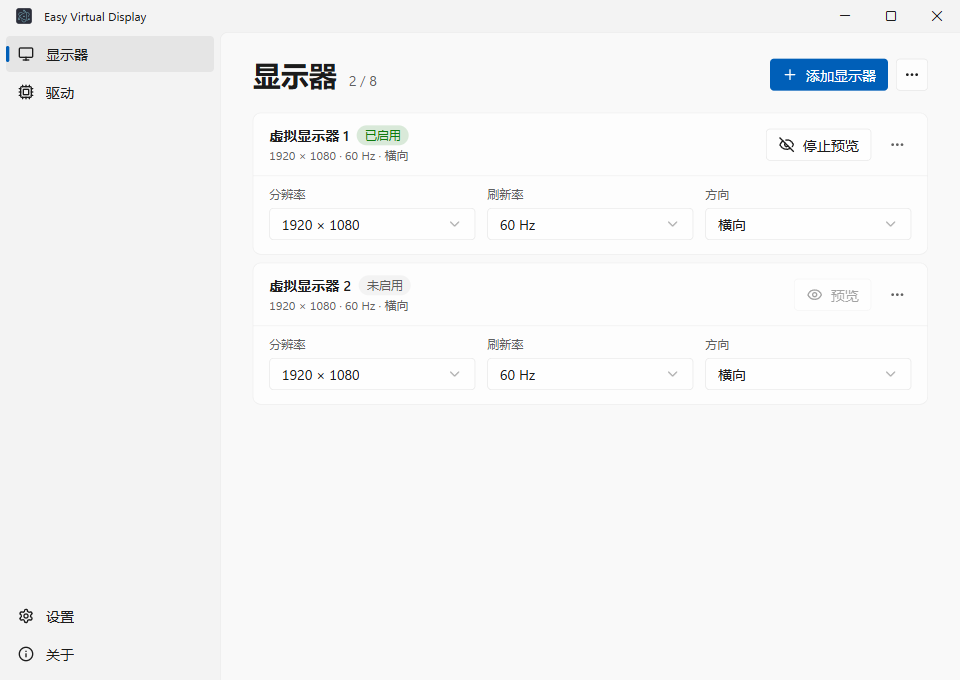 Easy Virtual Display
显示器
驱动
显示器 2 / 8
添加显示器
虚拟显示器 1 已启用
1920 × 1080 · 60 Hz · 横向
停止预览
分辨率 刷新率 方向
1920 × 1080 60 Hz 横向
虚拟显示器 2 未启用
1920 × 1080 · 60 Hz · 横向
预览
分辨率 刷新率 方向
1920 × 1080 60 Hz 横向
设置
关于